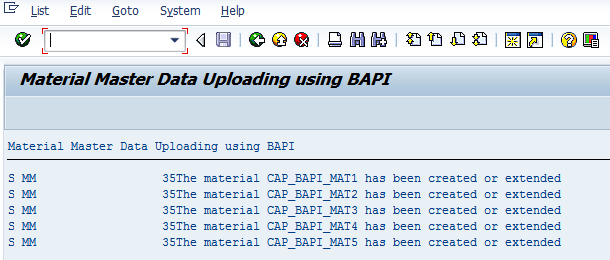 List Edit Goto System Help
Material Master Data Uploading using BAPI
Material Master Data Uploading using BAPI
S MM 35The material CAP_BAPI_MAT1 has been created or extended
S MM 35The material CAP_BAPI_MAT2 has been created or extended
S MM 35The material CAP_BAPI_MAT3 has been created or extended
S MM 35The material CAP_BAPI_MAT4 has been created or extended
S MM 35The material CAP_BAPI_MAT5 has been created or extended